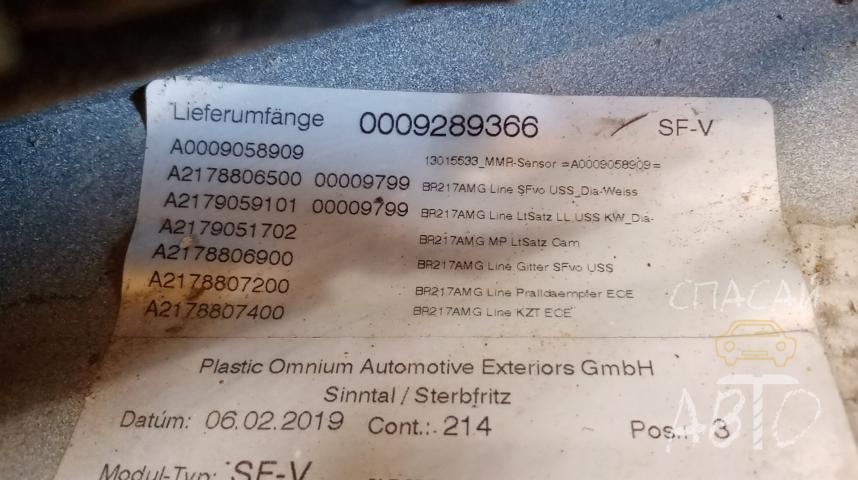 Lieferumfänge 0009289366 SF-V
A0009058909 13015533_MMR-Sensor =A0009058909=
A2178806500 00009799 BR217AMG Line SFvo USS_Dia-Weiss
A2179059101 00009799 BR217AMG Line LtSatz LL USS KW_Dia-
A2179051702 BR217AMG MP LtSatz Cam
A2178806900 BR217AMG Line Gitter SFvo USS
A2178807200 BR217AMG Line Pralldaempfer ECE
A2178807400 BR217AMG Line KZT ECE
СПАСАЙ
АВТО
Plastic Omnium Automotive Exteriors GmbH
Sinntal / Sterbfritz
Datum: 06.02.2019 Cont.: 214 Pos.: 3
Modul-Typ: SF-V